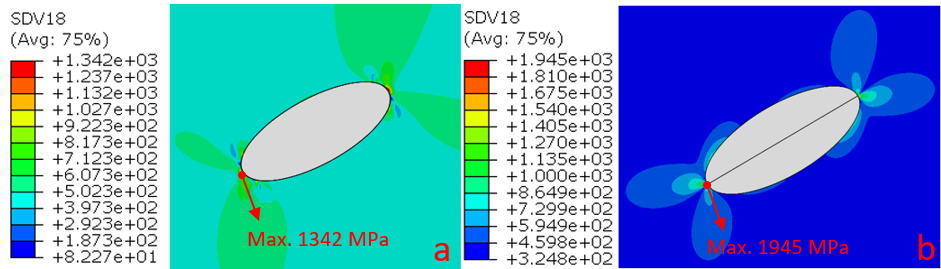 SDV18
(Avg: 75%)
+1.342e+03
+1.237e+03
+1.132e+03
+1.027e+03
+9.223e+02
+8.173e+02
+7.123e+02
+6.073e+02
+5.023e+02
+3.973e+02
+2.923e+02
+1.873e+02
+8.227e+01
Max. 1342 MPa
a
SDV18
(Avg: 75%)
+1.945e+03
+1.810e+03
+1.675e+03
+1.540e+03
+1.405e+03
+1.270e+03
+1.135e+03
+1.000e+03
+8.649e+02
+7.299e+02
+5.949e+02
+4.598e+02
+3.248e+02
Max. 1945 MPa
b